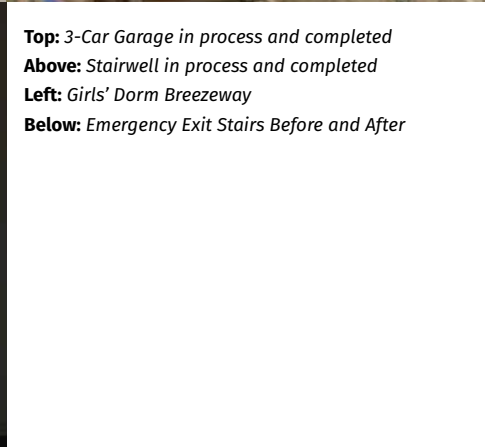 Top: 3-Car Garage in process and completed
Above: Stairwell in process and completed
Left: Girls’ Dorm Breezeway
Below: Emergency Exit Stairs Before and After